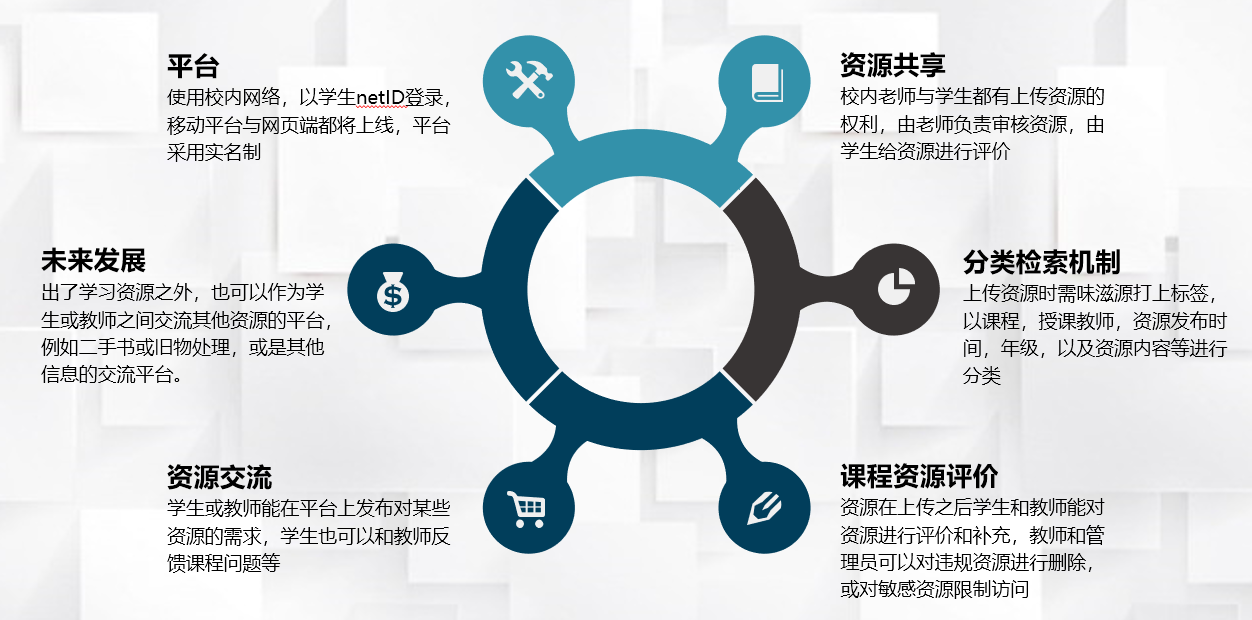 平台
使用校内网络，以学生netID登录，
移动平台与网页端都将上线，平台
采用实名制
资源共享
校内老师与学生都有上传资源的
权利，由老师负责审核资源，由
学生给资源进行评价
未来发展
出了学习资源之外，也可以作为学
生或教师之间交流其他资源的平台，
例如二手书或旧物处理，或是其他
信息的交流平台。
分类检索机制
上传资源时需味滋源打上标签，
以课程，授课教师，资源发布时
间，年级，以及资源内容等进行
分类
资源交流
学生或教师能在平台上发布对某些
资源的需求，学生也可以和教师反
馈课程问题等
课程资源评价
资源在上传之后学生和教师能对
资源进行评价和补充，教师和管
理员可以对违规资源进行删除，
或对敏感资源限制访问